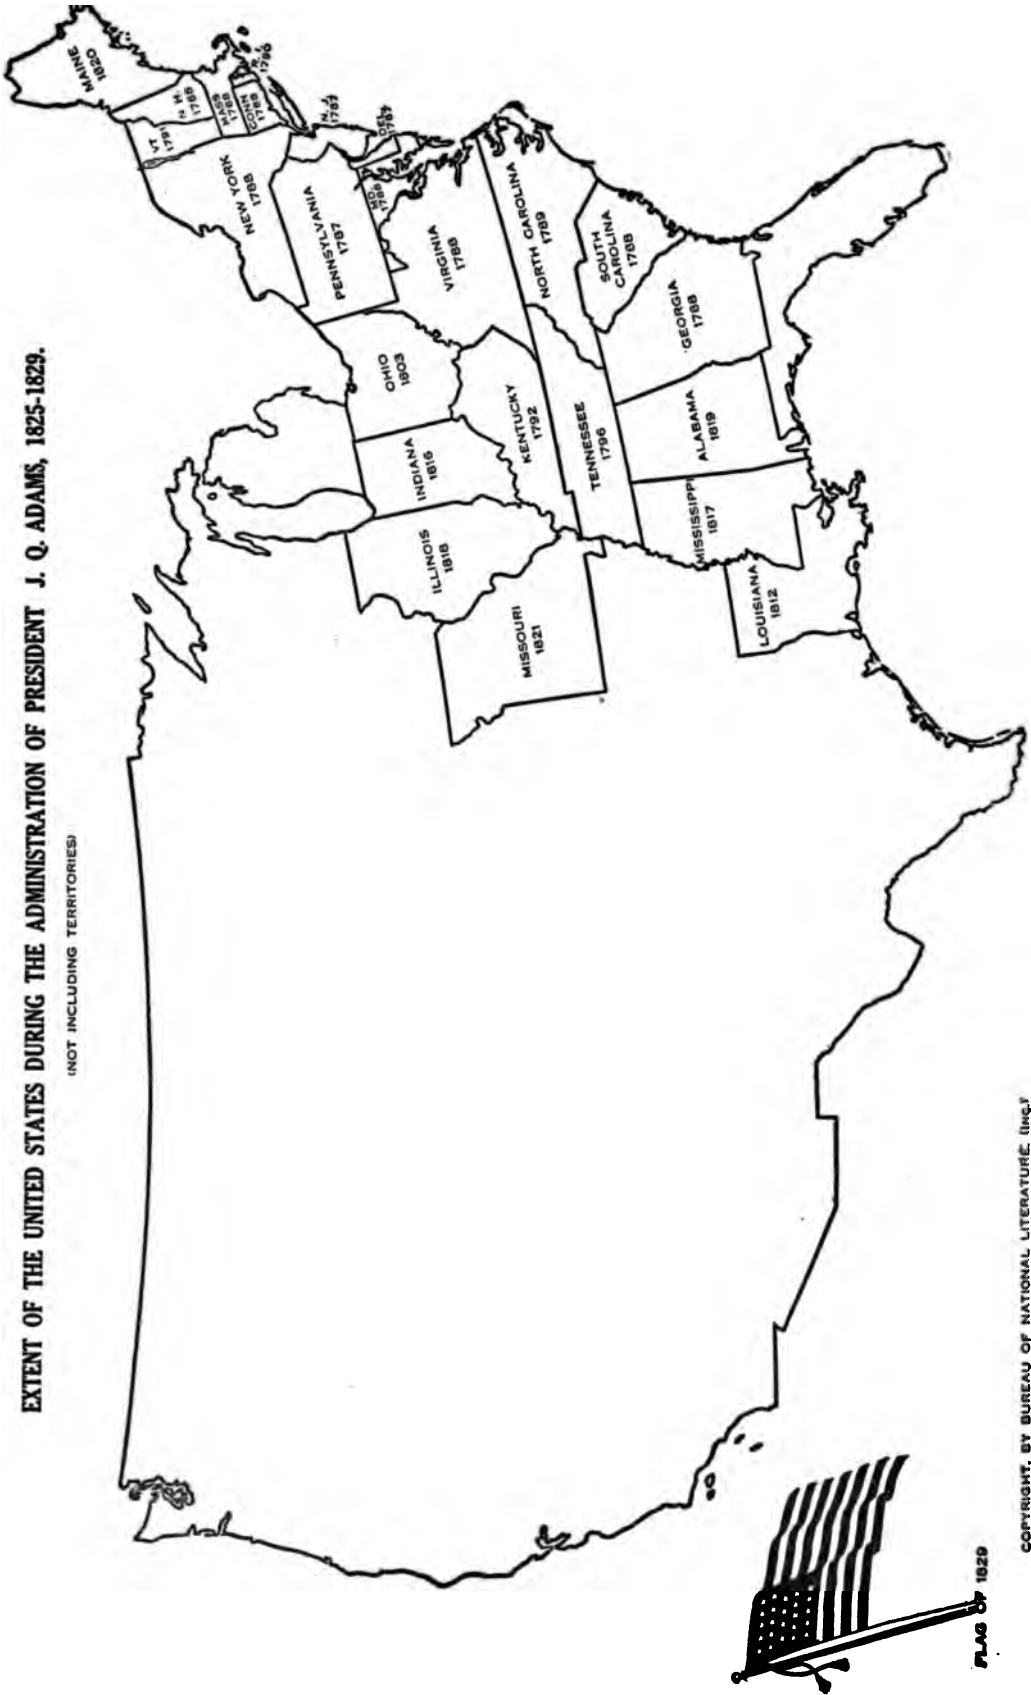 EXTENT OF THE UNITED STATES DURING THE ADMINISTRATION OF PRESIDENT J. Q. ADAMS, 1825-1829.
(NOT INCLUDING TERRITORIES)
MAINE
1820
VT
1791
N. H.
1788
MASS
1788
CONN
1788
R. I.
1790
NEW YORK
1788
N. J.
1787
PENNSYLVANIA
1787
DEL.
1787
MD.
1788
VIRGINIA
1788
OHIO
1803
INDIANA
1816
ILLINOIS
1818
KENTUCKY
1792
NORTH CAROLINA
1789
TENNESSEE
1796
SOUTH
CAROLINA
1788
GEORGIA
1788
ALABAMA
1819
MISSISSIPPI
1817
LOUISIANA
1812
MISSOURI
1821
FLAG OF 1829
COPYRIGHT, BY BUREAU OF NATIONAL LITERATURE (INC.)